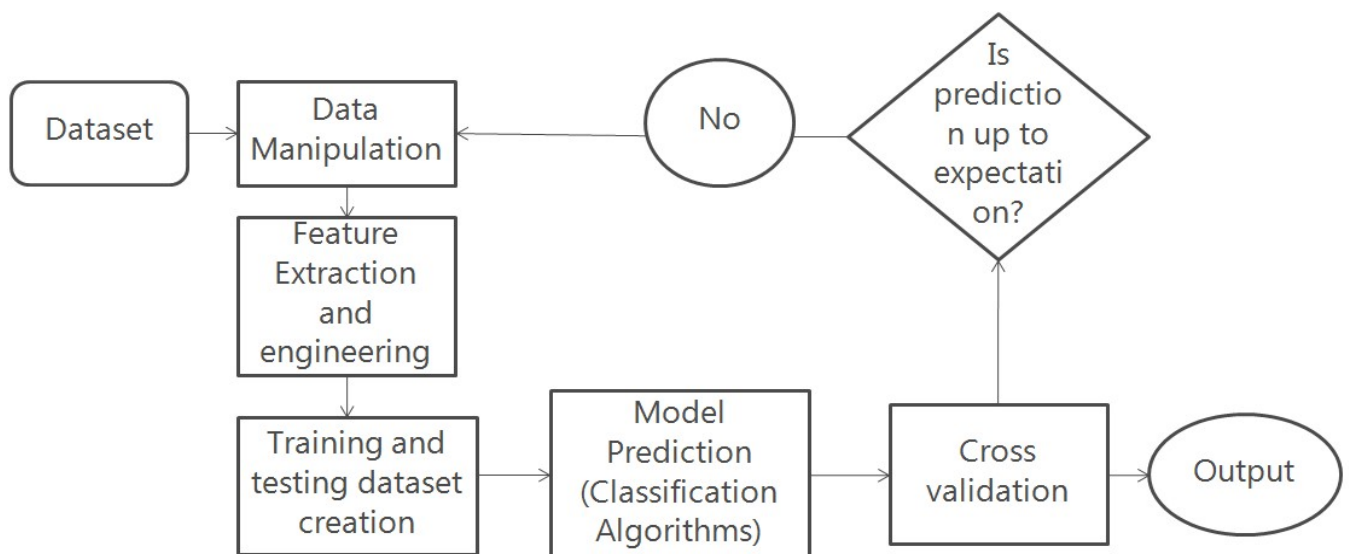 Dataset
Data
Manipulation
No
Is
predictio
n up to
expectati
on?
Feature
Extraction
and
engineering
Training and
testing dataset
creation
Model
Prediction
(Classification
Algorithms)
Cross
validation
Output